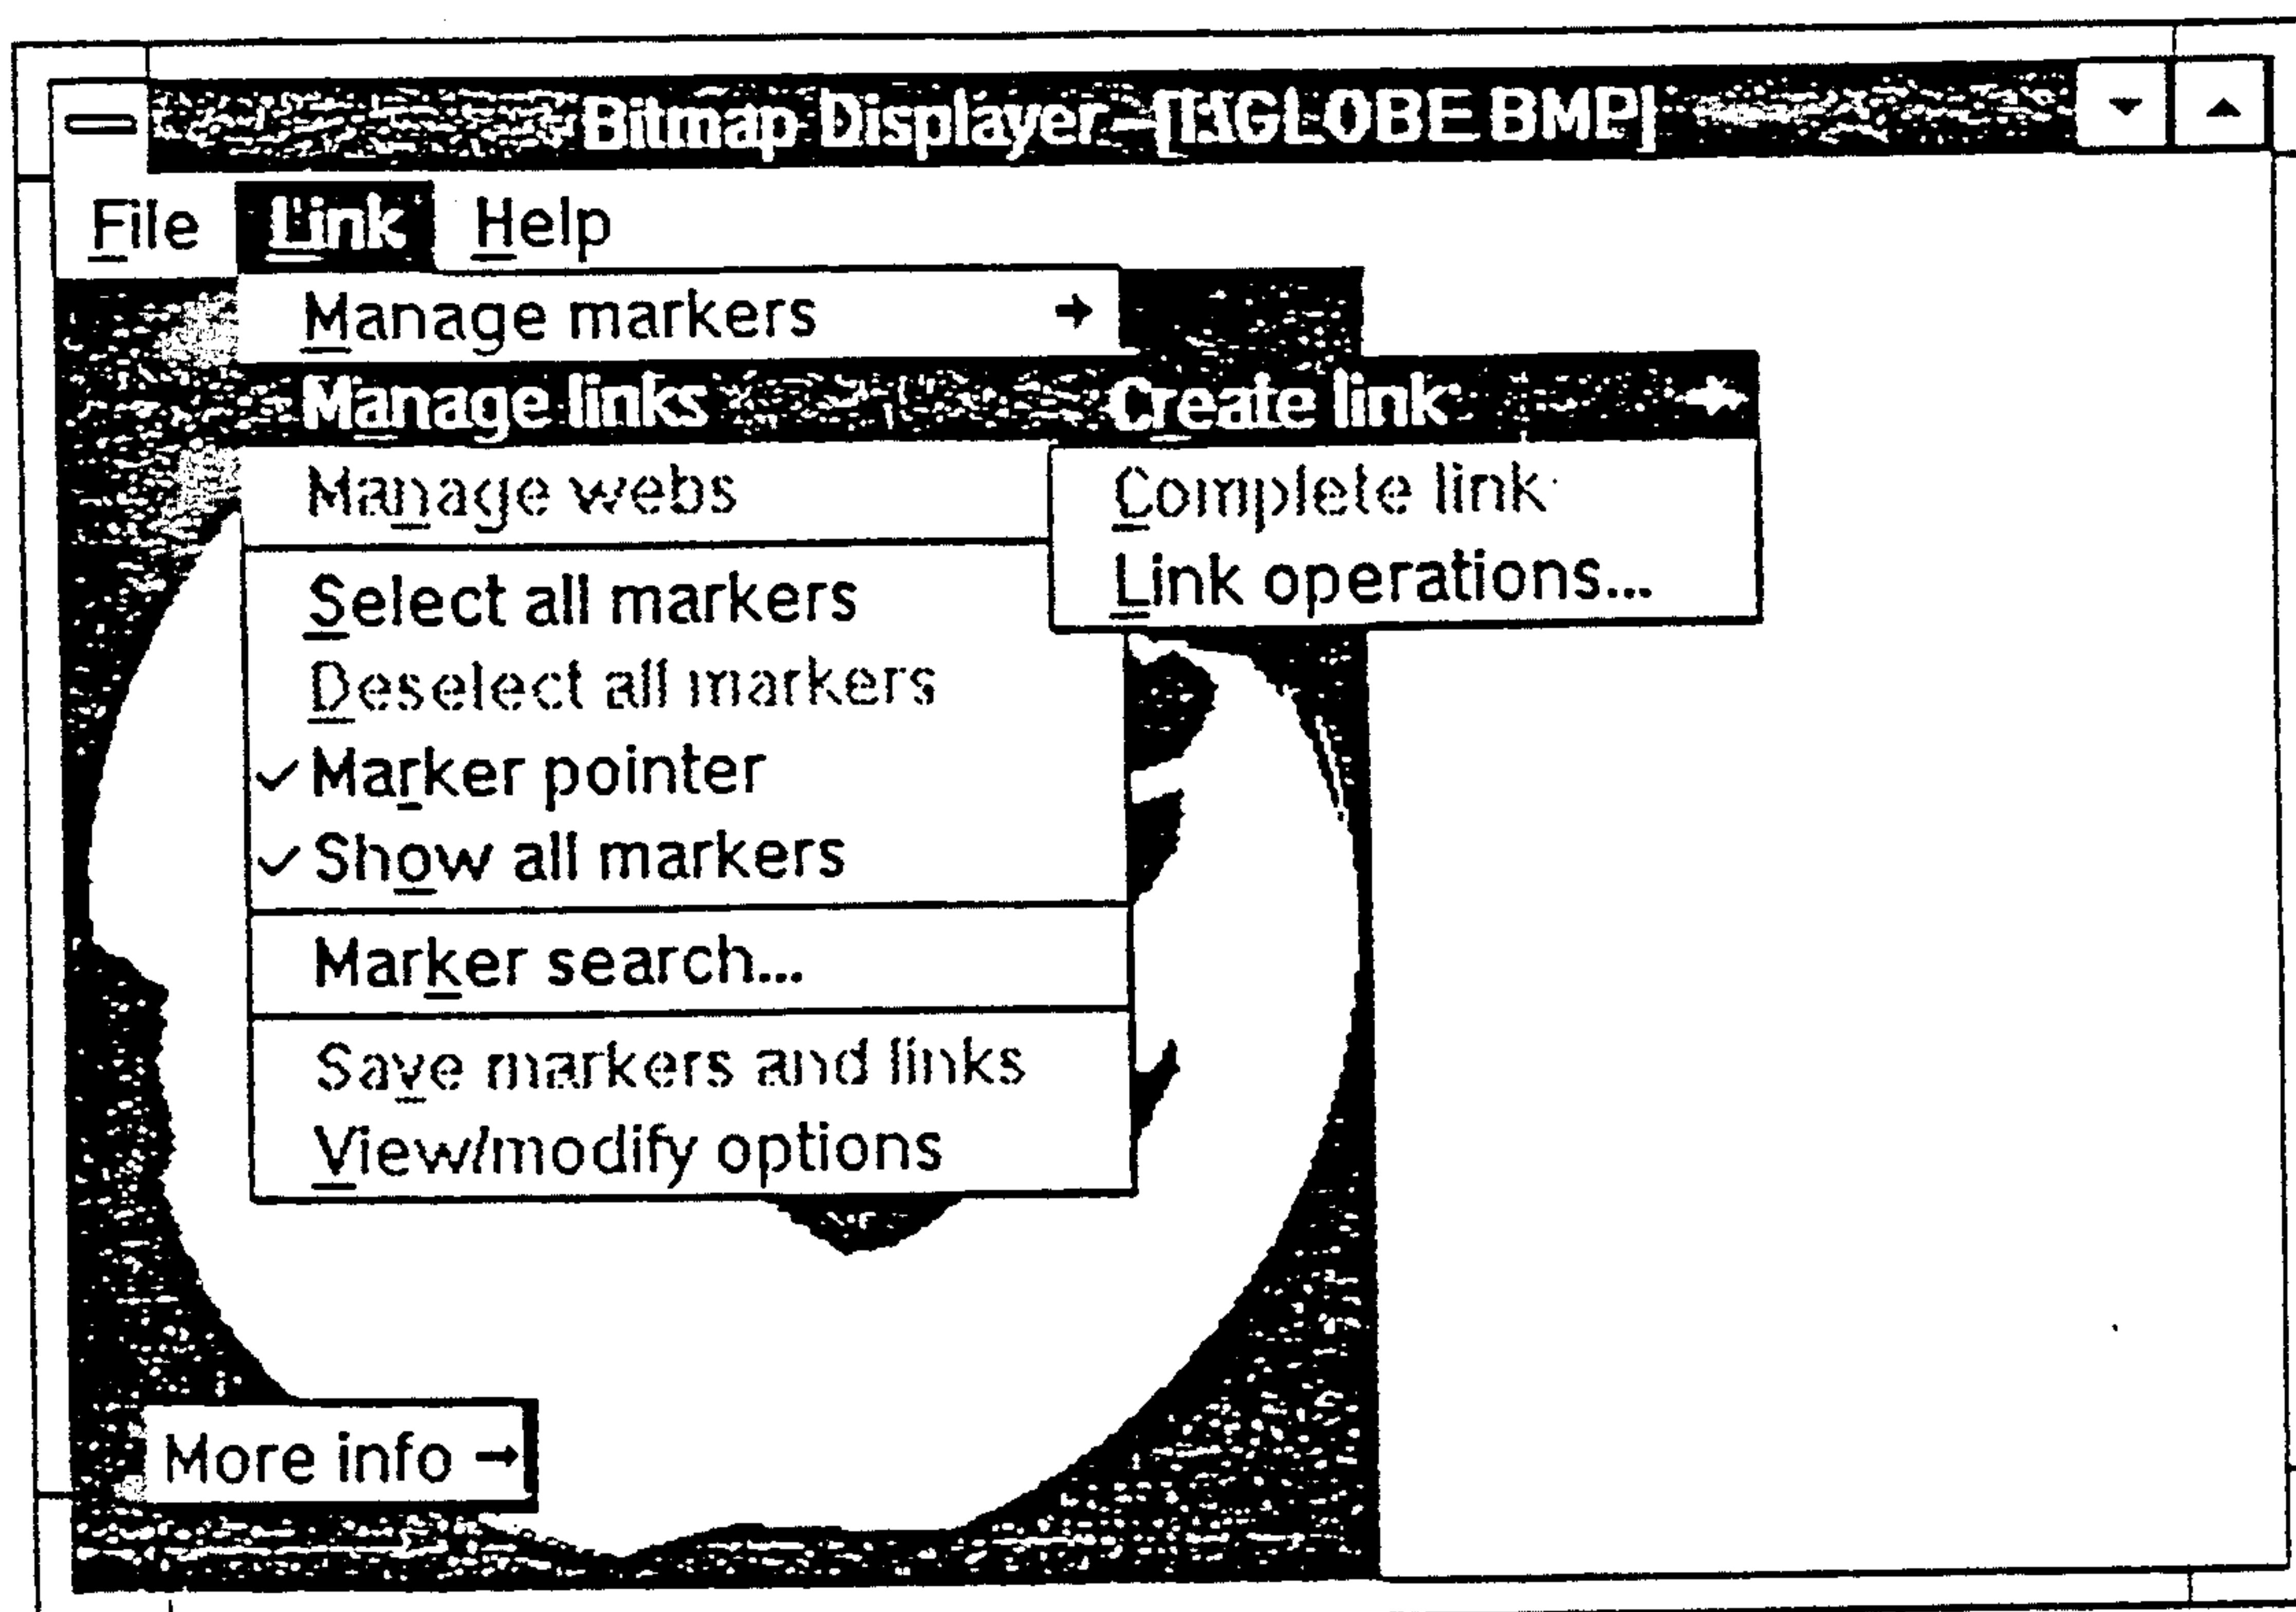 Bitmap Displayer - [I:\GLOBE.BMP]
File Link Help
Manage markers →
Manage links Create link →
Manage webs Complete link
Link operations...
Select all markers
Deselect all markers
✓ Marker pointer
✓ Show all markers
Marker search...
Save markers and links
View/modify options
More info →